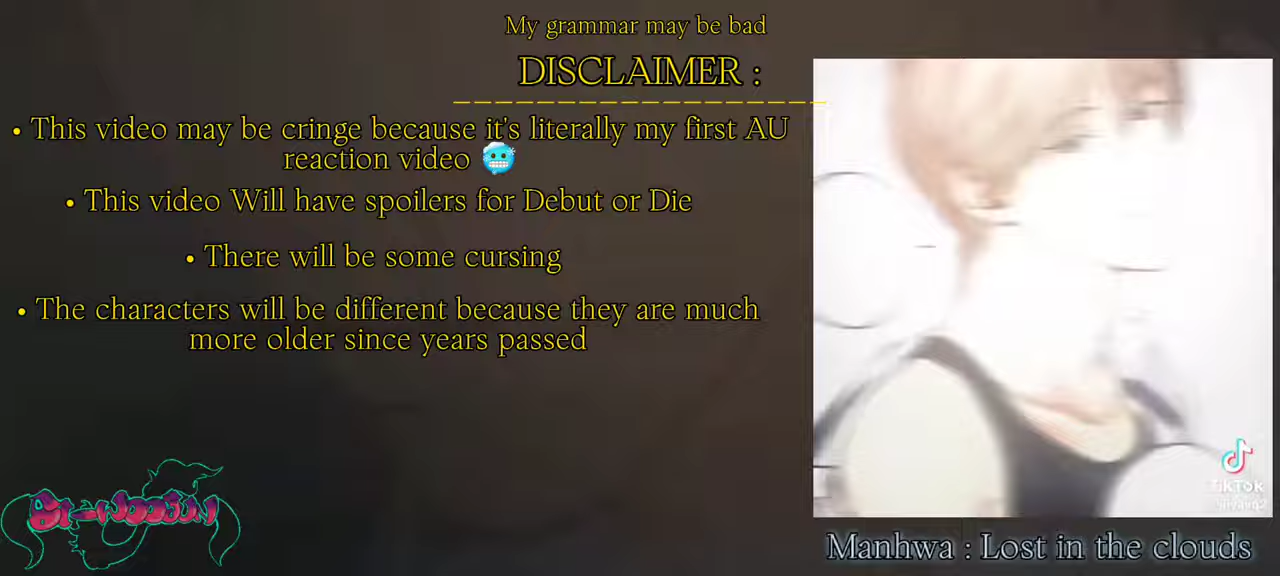 My grammar may be bad
DISCLAIMER :
• This video may be cringe because it's literally my first AU
reaction video 🥶
• This video Will have spoilers for Debut or Die
• There will be some cursing
• The characters will be different because they are much
more older since years passed
TikTok
Manhwa : Lost in the clouds